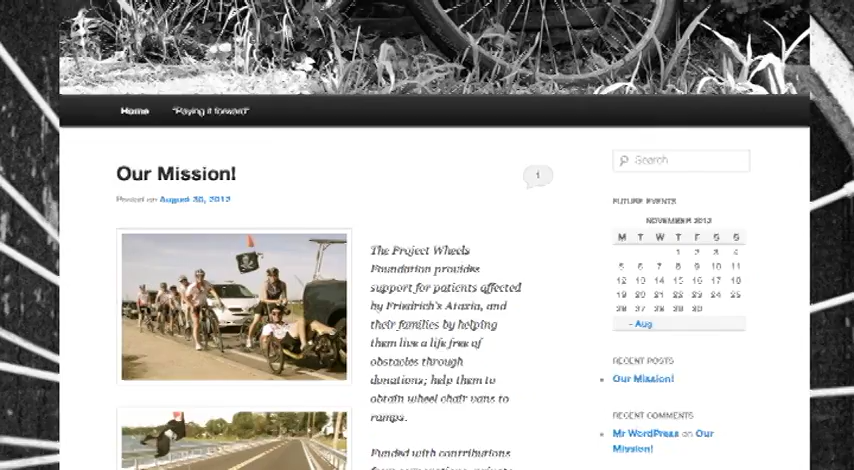 Home "Paying it forward"
Our Mission!
1
Posted on August 30, 2012
The Project Wheels
Foundation provides
support for patients affected
by Friedrich's Ataxia, and
their families by helping
them live a life free of
obstacles through
donations; help them to
obtain wheel chair vans to
ramps.
Funded with contributions
from corporations, private
Search
FUTURE EVENTS
NOVEMBER 2012
M T W T F S S
1 2 3 4
5 6 7 8 9 10 11
12 13 14 15 16 17 18
19 20 21 22 23 24 25
26 27 28 29 30
« Aug
RECENT POSTS
Our Mission!
RECENT COMMENTS
Mr WordPress on Our
Mission!